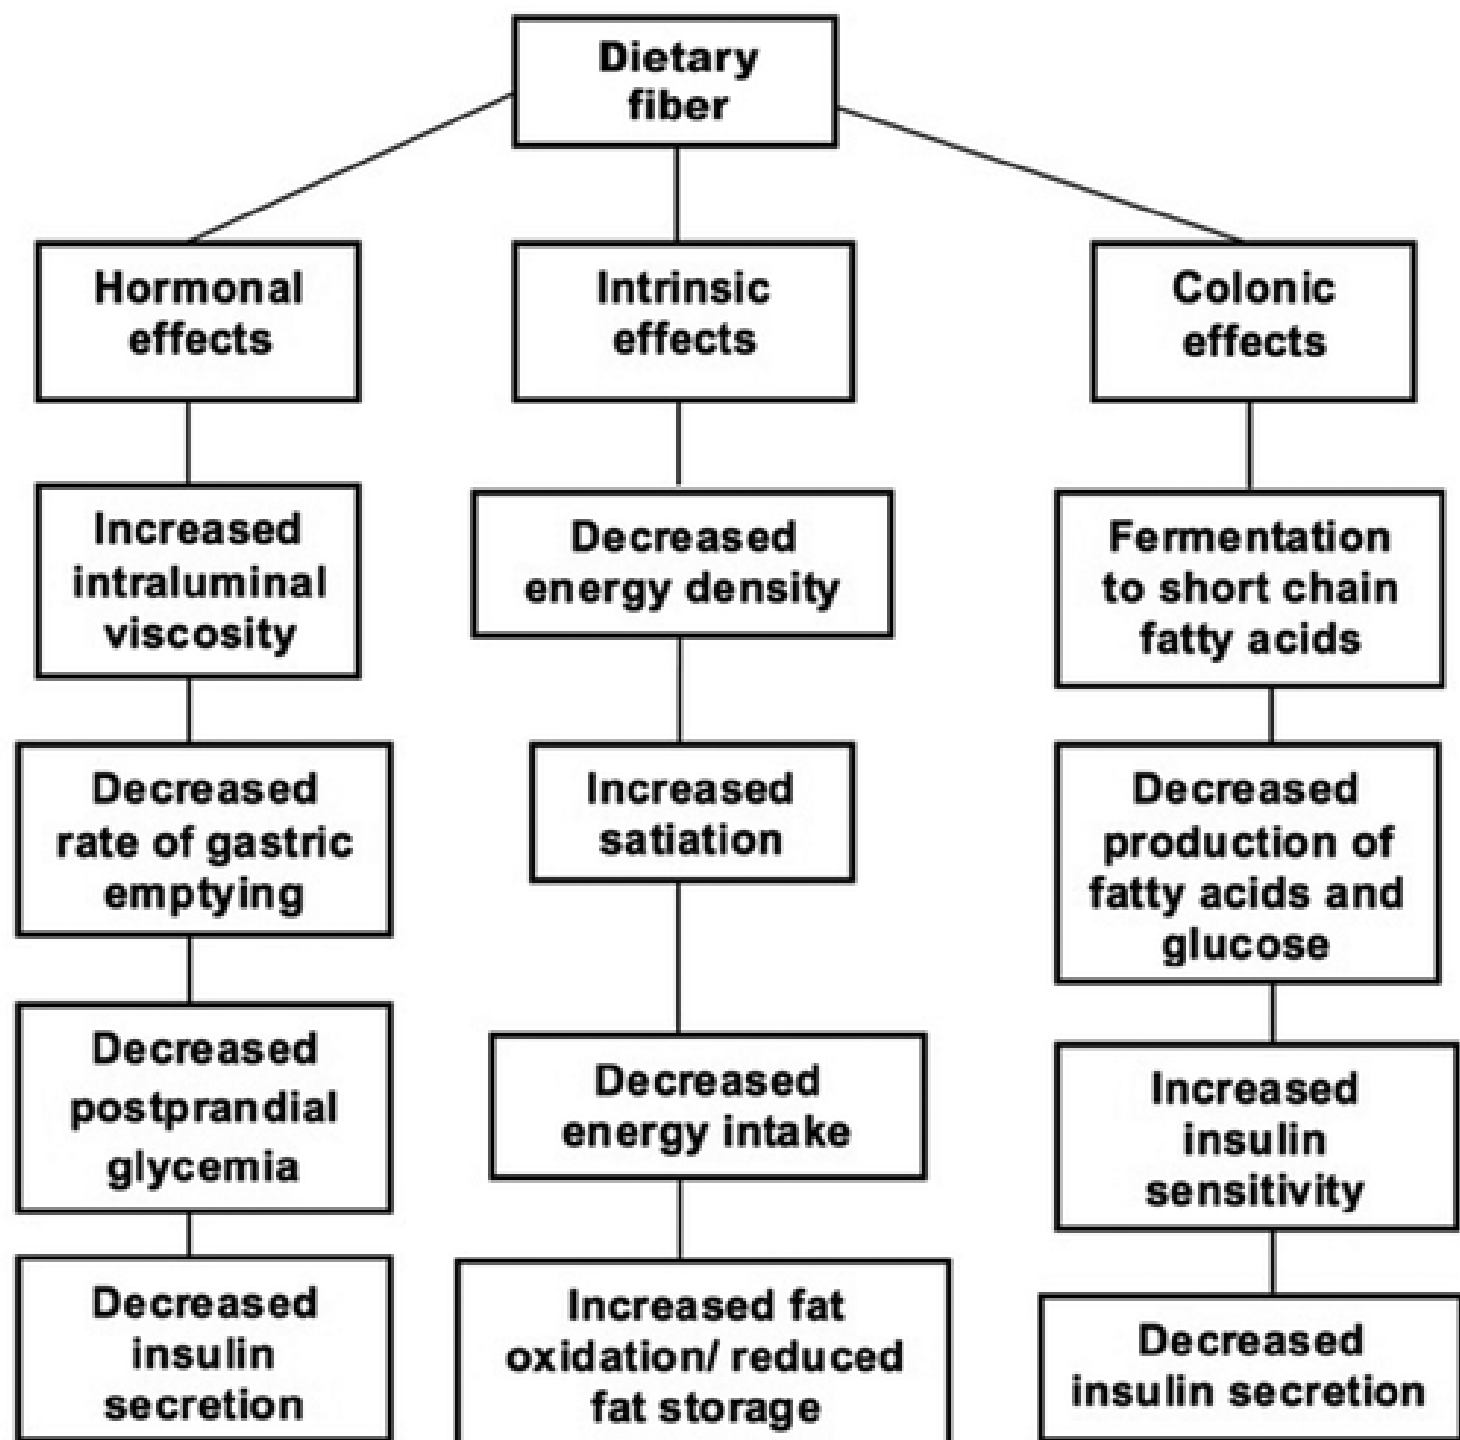 Dietary
fiber
Hormonal
effects
Intrinsic
effects
Colonic
effects
Increased
intraluminal
viscosity
Decreased
energy density
Fermentation
to short chain
fatty acids
Decreased
rate of gastric
emptying
Increased
satiation
Decreased
production of
fatty acids and
glucose
Decreased
postprandial
glycemia
Decreased
energy intake
Increased
insulin
sensitivity
Decreased
insulin
secretion
Increased fat
oxidation/ reduced
fat storage
Decreased
insulin secretion